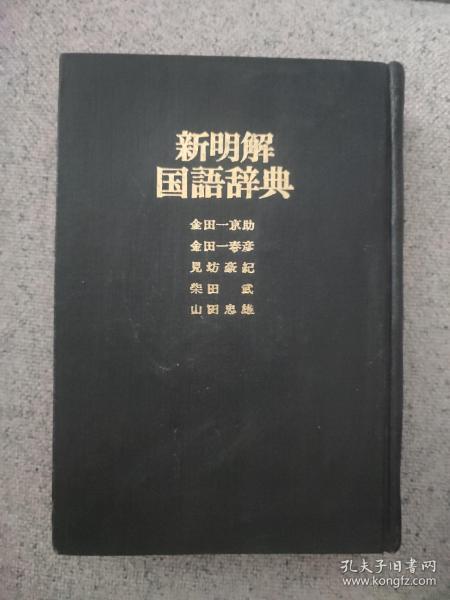 新明解
国語辞典
金田一京助
金田一春彦
見坊豪紀
柴田 武
山田忠雄
孔夫子旧书网
www.kongfz.com